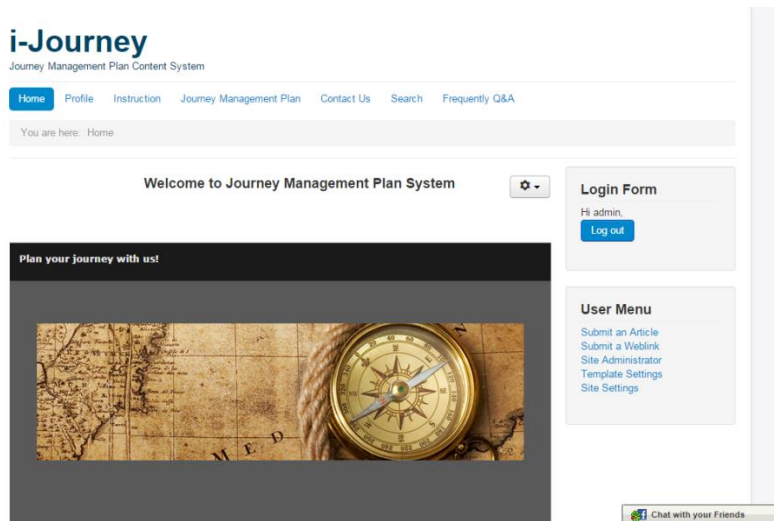 i-Journey
Journey Management Plan Content System
Home Profile Instruction Journey Management Plan Contact Us Search Frequently Q&A
You are here: Home
Welcome to Journey Management Plan System
Login Form
Hi admin,
Log out
Plan your journey with us!
User Menu
Submit an Article
Submit a Weblink
Site Administrator
Template Settings
Site Settings
M E D
Chat with your Friends